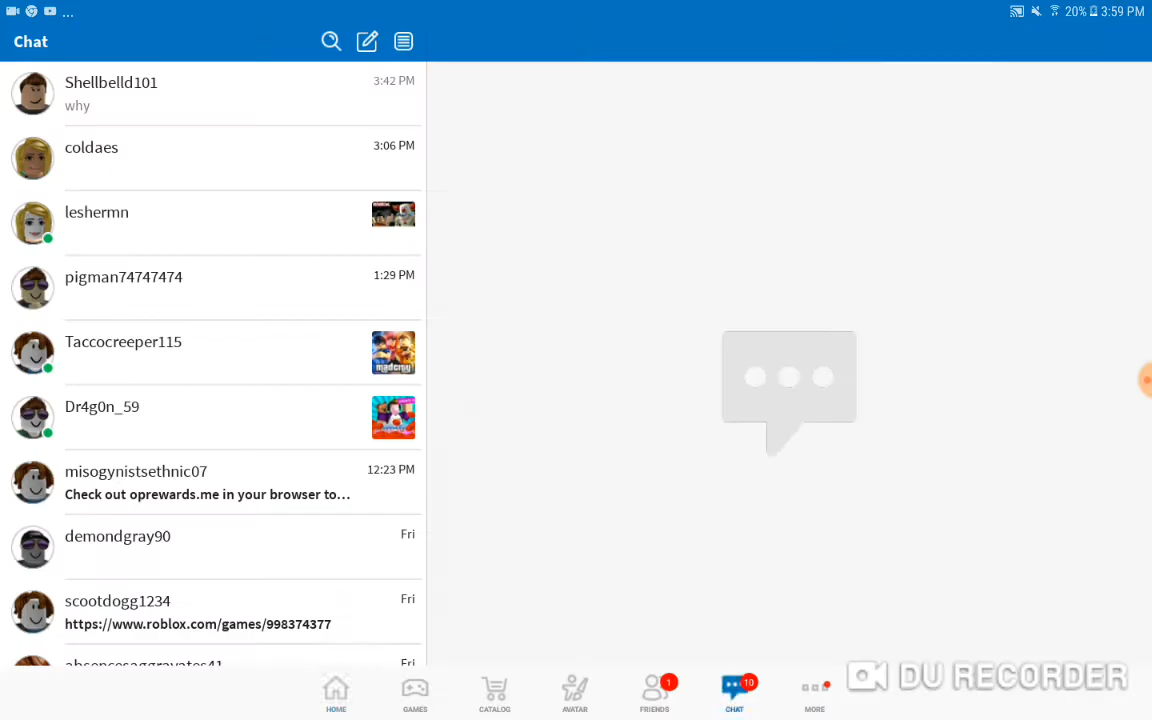 ... 20% 3:59 PM
Chat
Shellbelld101 3:42 PM
why
coldaes 3:06 PM
leshermn
pigman74747474 1:29 PM
Taccocreeper115
madcity
Dr4g0n_59
misogynistsethnic07 12:23 PM
Check out oprewards.me in your browser to...
demondgray90 Fri
scootdogg1234 Fri
https://www.roblox.com/games/998374377
absencesaggravates41 Fri
1 10
HOME GAMES CATALOG AVATAR FRIENDS CHAT MORE
DU RECORDER